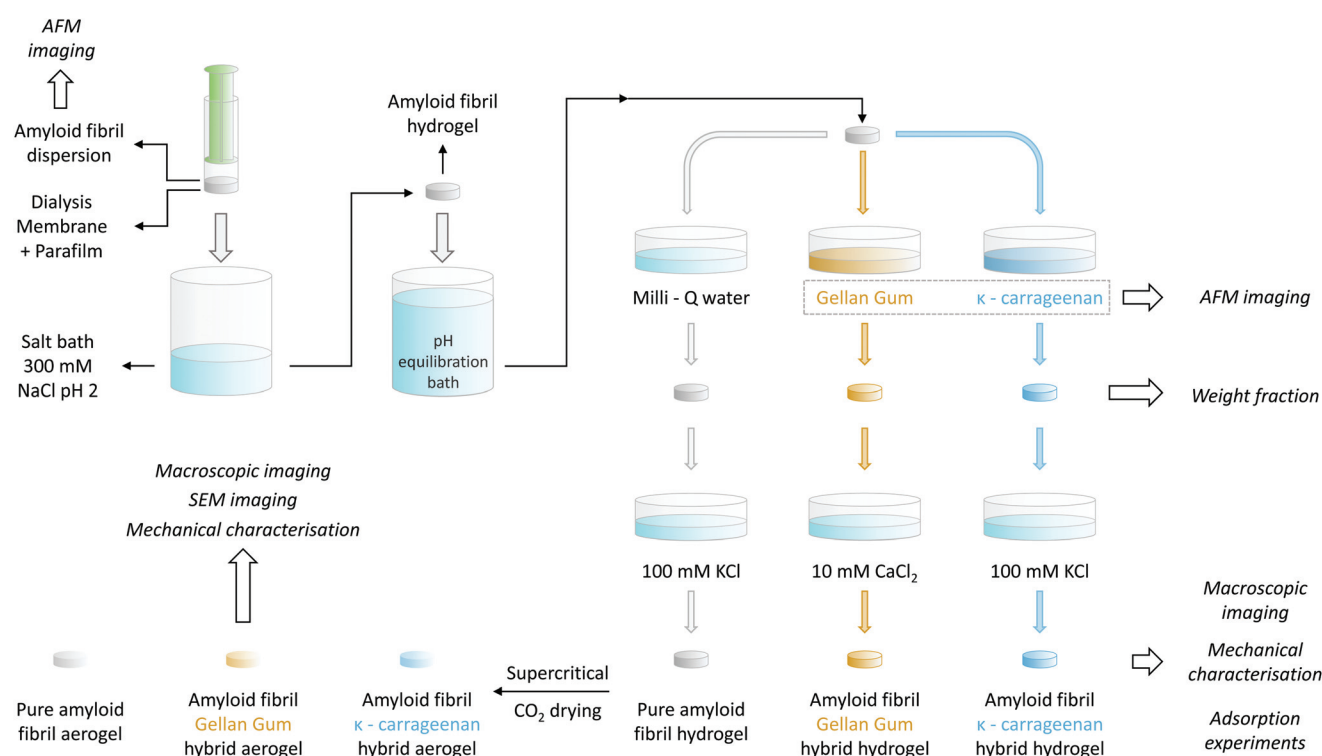 AFM
imaging
Amyloid fibril
dispersion
Dialysis
Membrane
+ Parafilm
Salt bath
300 mM
NaCl pH 2
Amyloid fibril
hydrogel
pH
equilibration
bath
Milli - Q water
Gellan Gum
κ - carrageenan
AFM imaging
Weight fraction
100 mM KCl
10 mM CaCl₂
100 mM KCl
Macroscopic
imaging
Mechanical
characterisation
Adsorption
experiments
Macroscopic imaging
SEM imaging
Mechanical characterisation
Pure amyloid
fibril aerogel
Amyloid fibril
Gellan Gum
hybrid aerogel
Amyloid fibril
κ - carrageenan
hybrid aerogel
Supercritical
CO₂ drying
Pure amyloid
fibril hydrogel
Amyloid fibril
Gellan Gum
hybrid hydrogel
Amyloid fibril
κ - carrageenan
hybrid hydrogel